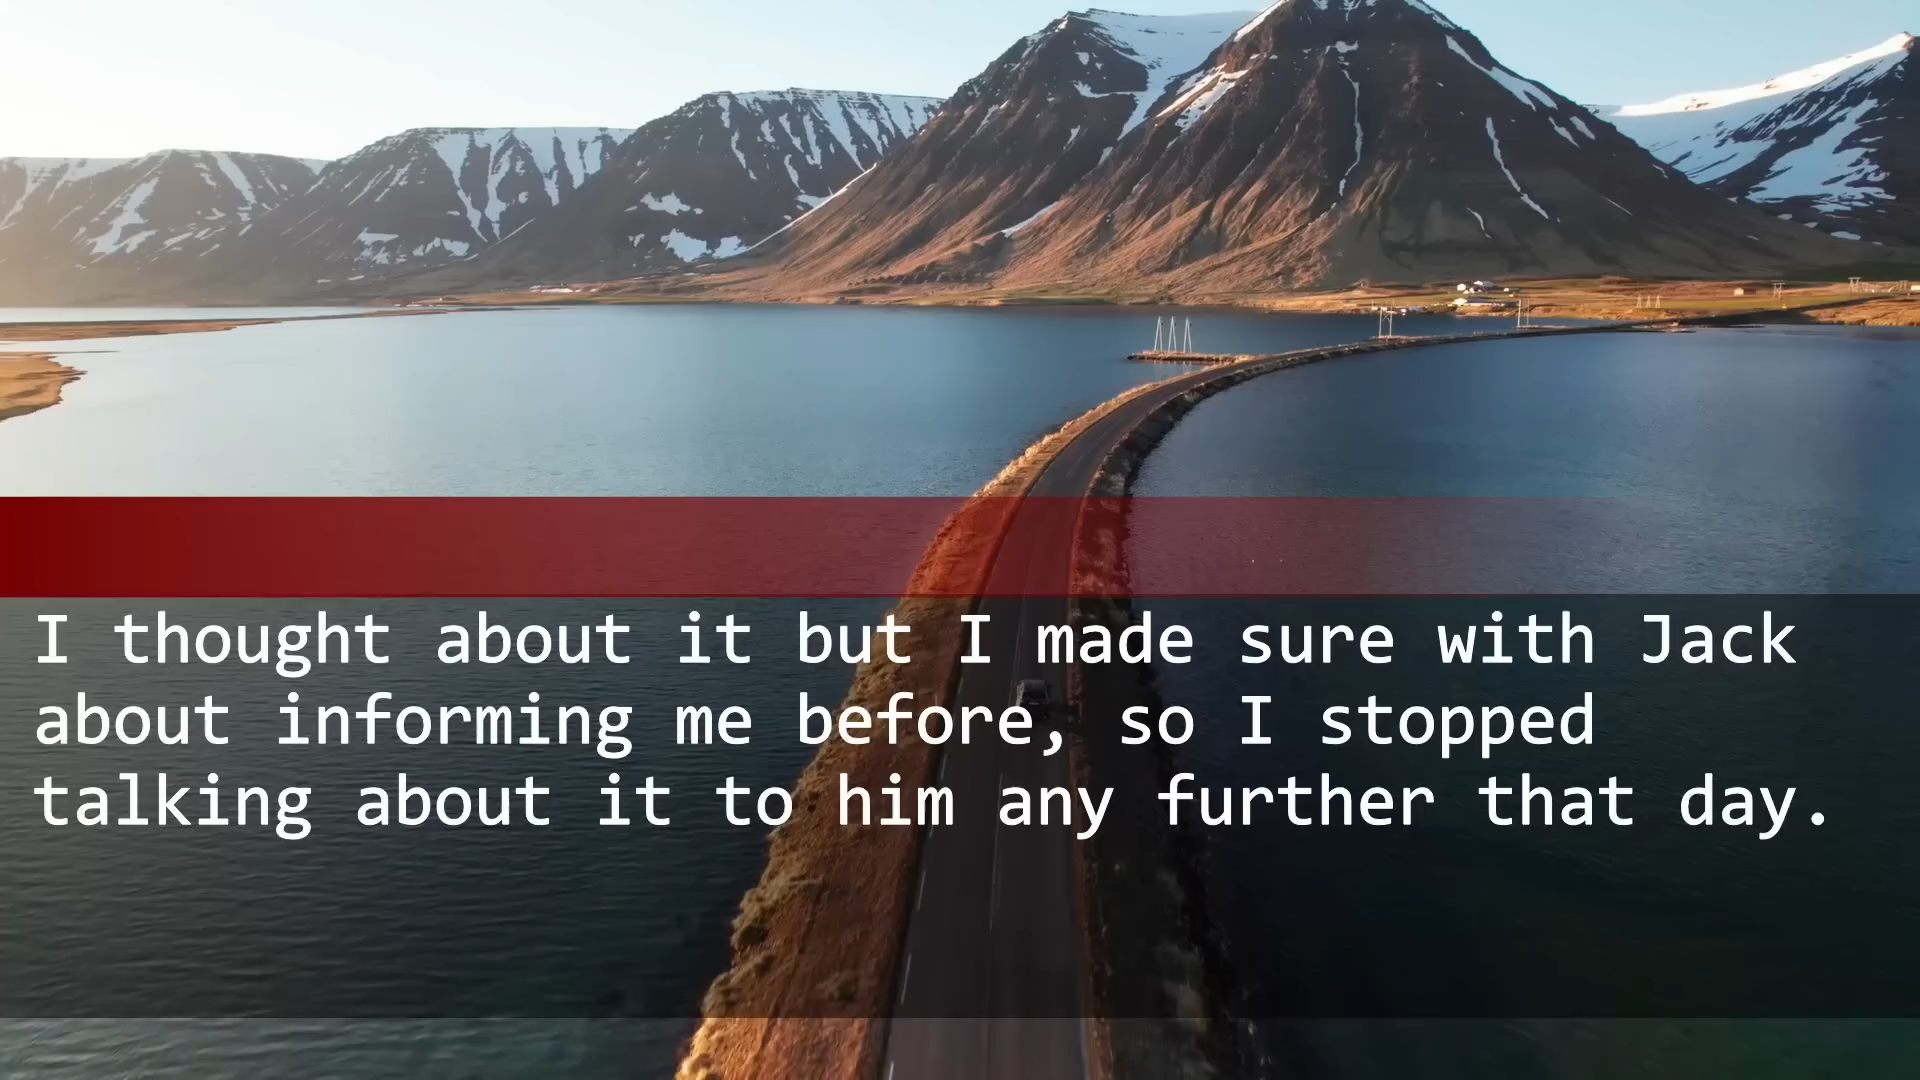 I thought about it but I made sure with Jack
about informing me before, so I stopped
talking about it to him any further that day.